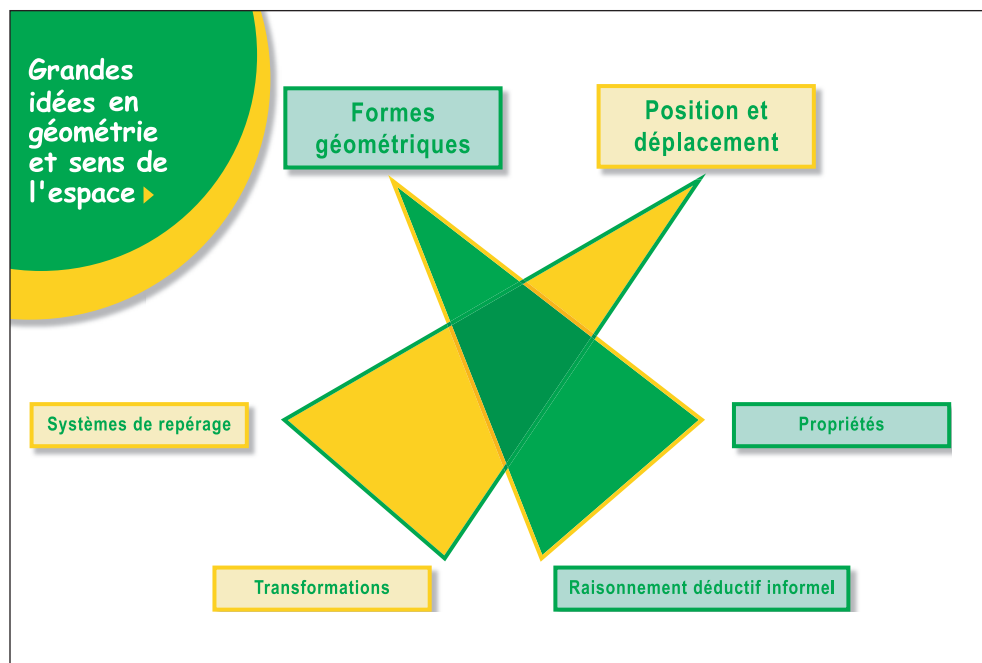 Grandes
idées en
géométrie
et sens de
l'espace
Formes
géométriques
Position et
déplacement
Systèmes de repérage
Propriétés
Transformations
Raisonnement déductif informel